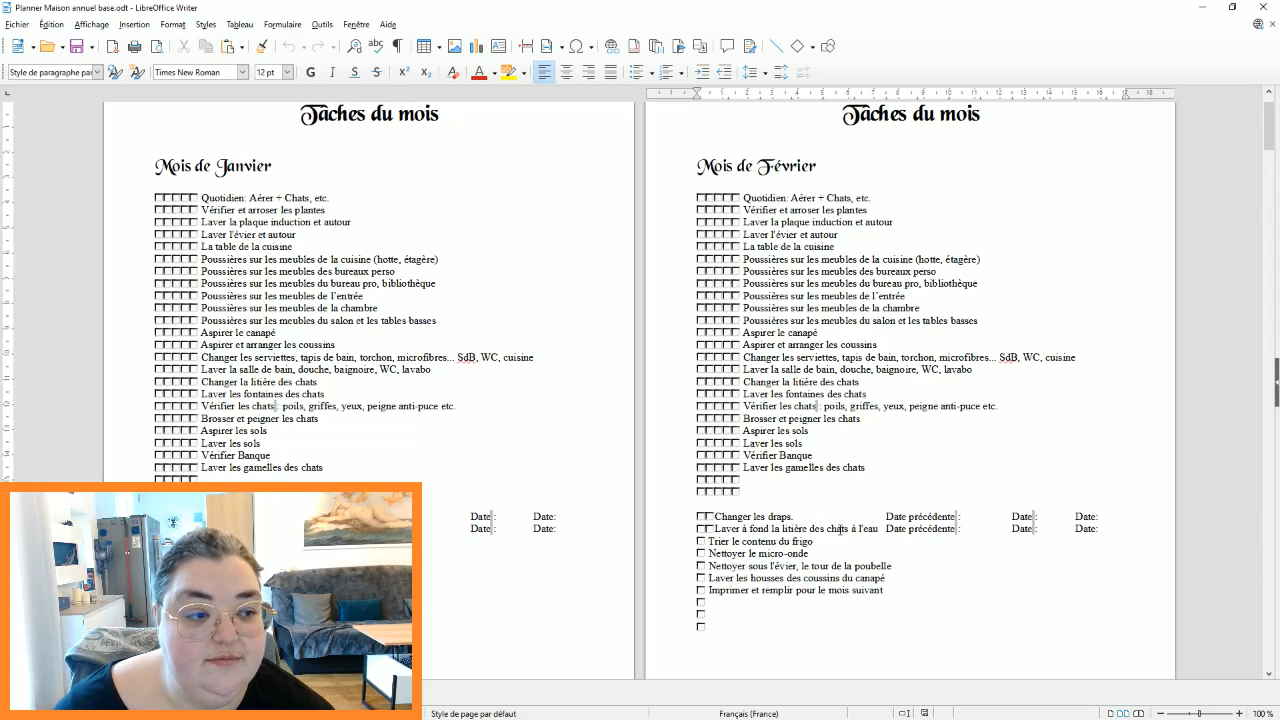 Planner Maison annuel base.odt - LibreOffice Writer
Fichier Édition Affichage Insertion Format Styles Tableau Formulaire Outils Fenêtre Aide
Style de paragraphe par Times New Roman 12 pt
Tâches du mois
Mois de Janvier
Quotidien: Aérer + Chats, etc.
Vérifier et arroser les plantes
Laver la plaque induction et autour
Laver l'évier et autour
La table de la cuisine
Poussières sur les meubles de la cuisine (hotte, étagère)
Poussières sur les meubles des bureaux perso
Poussières sur les meubles du bureau pro, bibliothèque
Poussières sur les meubles de l'entrée
Poussières sur les meubles de la chambre
Poussières sur les meubles du salon et les tables basses
Aspirer le canapé
Aspirer et arranger les coussins
Changer les serviettes, tapis de bain, torchon, microfibres... SdB, WC, cuisine
Laver la salle de bain, douche, baignoire, WC, lavabo
Changer la litière des chats
Laver les fontaines des chats
Vérifier les chats : poils, griffes, yeux, peigne anti-puce etc.
Brosser et peigner les chats
Aspirer les sols
Laver les sols
Vérifier Banque
Laver les gamelles des chats
Date : Date:
Date : Date:
Tâches du mois
Mois de Février
Quotidien: Aérer + Chats, etc.
Vérifier et arroser les plantes
Laver la plaque induction et autour
Laver l'évier et autour
La table de la cuisine
Poussières sur les meubles de la cuisine (hotte, étagère)
Poussières sur les meubles des bureaux perso
Poussières sur les meubles du bureau pro, bibliothèque
Poussières sur les meubles de l'entrée
Poussières sur les meubles de la chambre
Poussières sur les meubles du salon et les tables basses
Aspirer le canapé
Aspirer et arranger les coussins
Changer les serviettes, tapis de bain, torchon, microfibres... SdB, WC, cuisine
Laver la salle de bain, douche, baignoire, WC, lavabo
Changer la litière des chats
Laver les fontaines des chats
Vérifier les chats : poils, griffes, yeux, peigne anti-puce etc.
Brosser et peigner les chats
Aspirer les sols
Laver les sols
Vérifier Banque
Laver les gamelles des chats
Changer les draps. Date précédente : Date : Date:
Laver à fond la litière des chats à l'eau Date précédente : Date : Date:
Trier le contenu du frigo
Nettoyer le micro-onde
Nettoyer sous l'évier, le tour de la poubelle
Laver les housses des coussins du canapé
Imprimer et remplir pour le mois suivant
Style de page par défaut Français (France) 100 %